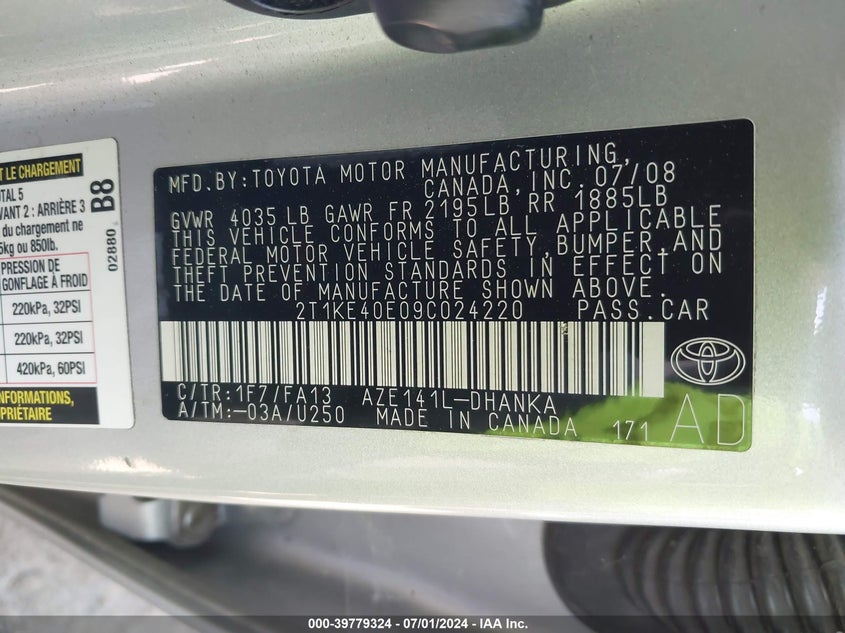 T LE CHARGEMENT
OTAL 5
VANT 2 : ARRIÈRE 3
du chargement ne
5kg ou 850lb.
B8
02880
PRESSION DE
GONFLAGE À FROID
220kPa, 32PSI
220kPa, 32PSI
420kPa, 60PSI
INFORMATIONS,
PRIÉTAIRE
MFD.BY:TOYOTA MOTOR MANUFACTURING,
CANADA, INC. 07/08
GVWR 4035 LB GAWR FR 2195LB RR 1885LB
THIS VEHICLE CONFORMS TO ALL APPLICABLE
FEDERAL MOTOR VEHICLE SAFETY,BUMPER,AND
THEFT PREVENTION STANDARDS IN EFFECT ON
THE DATE OF MANUFACTURE SHOWN ABOVE.
2T1KE40E09C024220 PASS.CAR
C/TR:1F7/FA13 AZE141L-DHANKA
A/TM:-03A/U250 MADE IN CANADA 171 AD
000-39779324 / 07/01/2024 - IAA Inc.